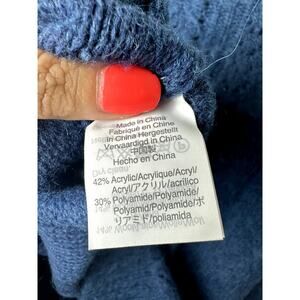 Made in China
Fabriqué en Chine
In China Hergestellt
Vervaardigd in China
中国製
Hecho en China
42% Acrylic/Acrylique/Acryl/
Acryl/アクリル/acrílico
30% Polyamide/Polyamide/
Polyamid/Polyamide/ポ
リアミド/poliamida